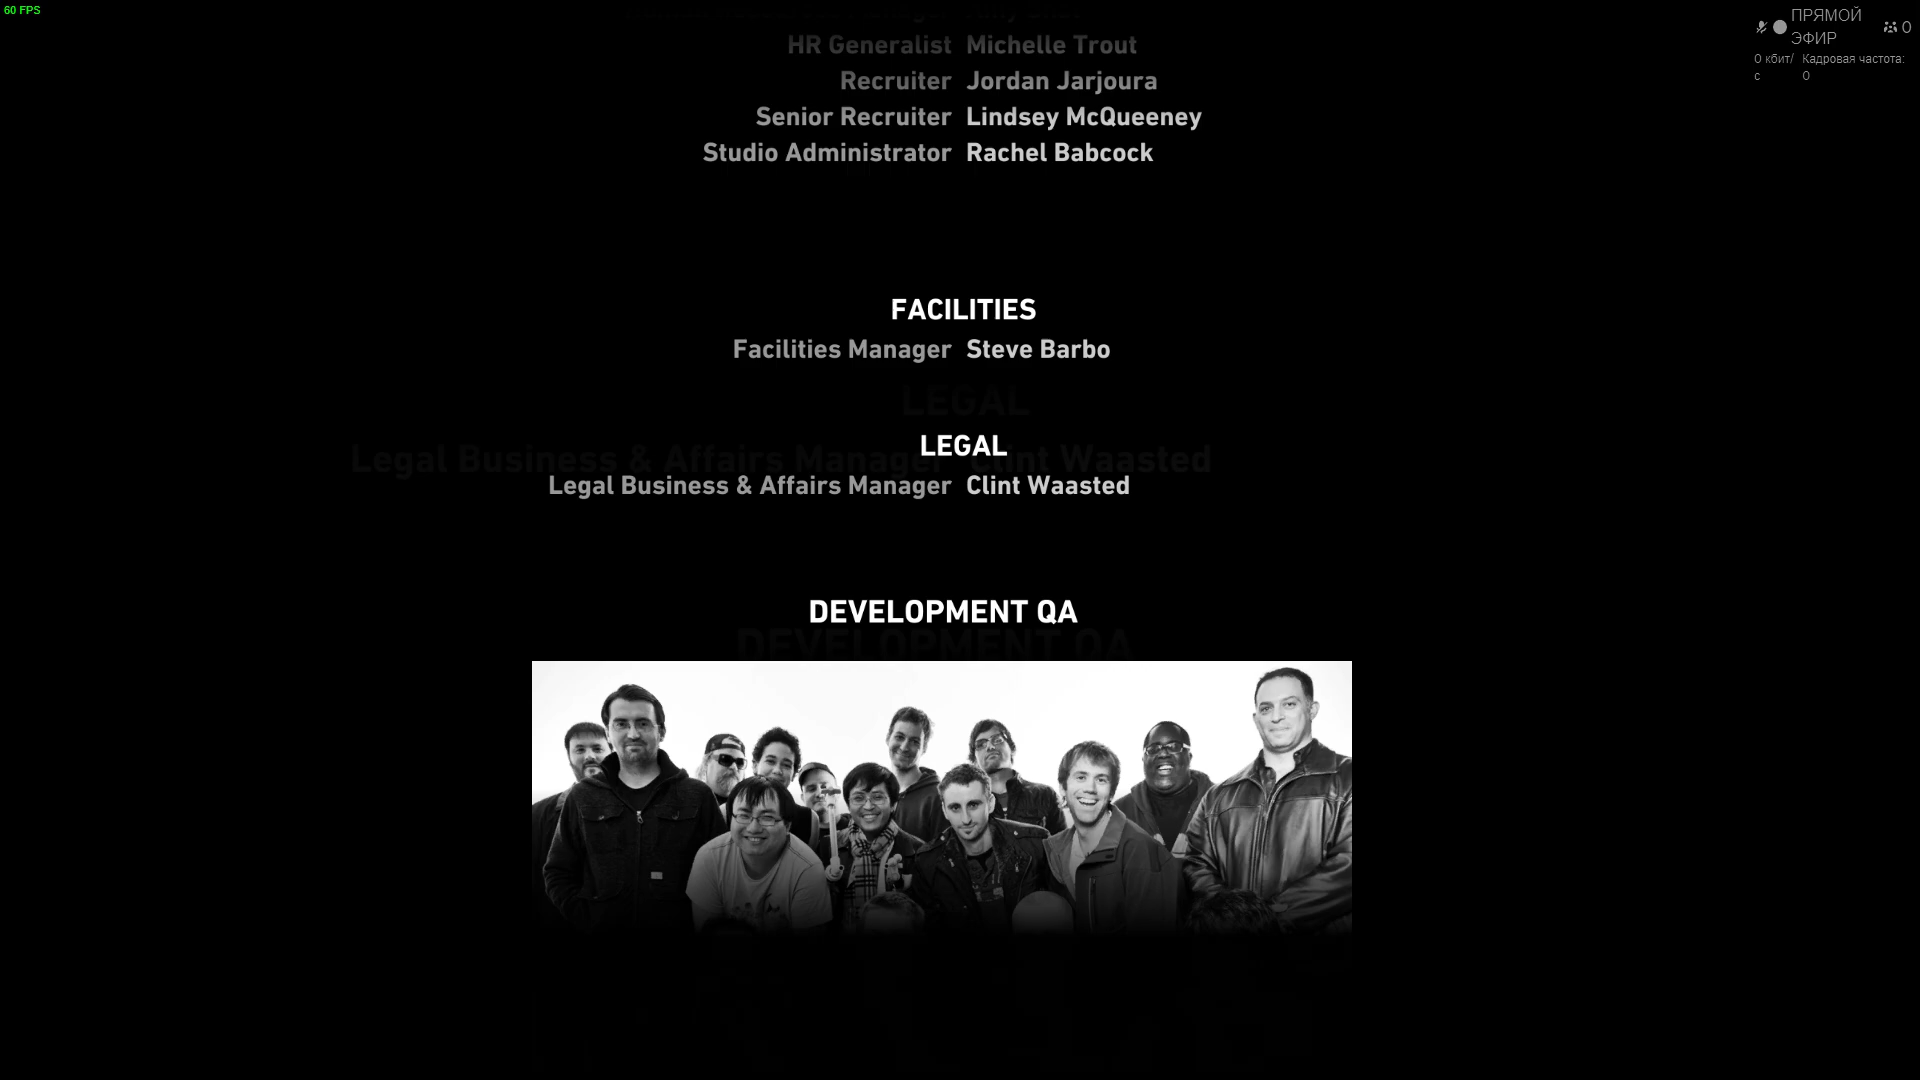 60 FPS
ПРЯМОЙ
ЭФИР
0
0 кбит/
с
Кадровая частота:
0
HR Generalist Michelle Trout
Recruiter Jordan Jarjoura
Senior Recruiter Lindsey McQueeney
Studio Administrator Rachel Babcock
FACILITIES
Facilities Manager Steve Barbo
LEGAL
LEGAL
Legal Business & Affairs Manager Clint Waasted
Legal Business & Affairs Manager Clint Waasted
DEVELOPMENT QA
DEVELOPMENT QA